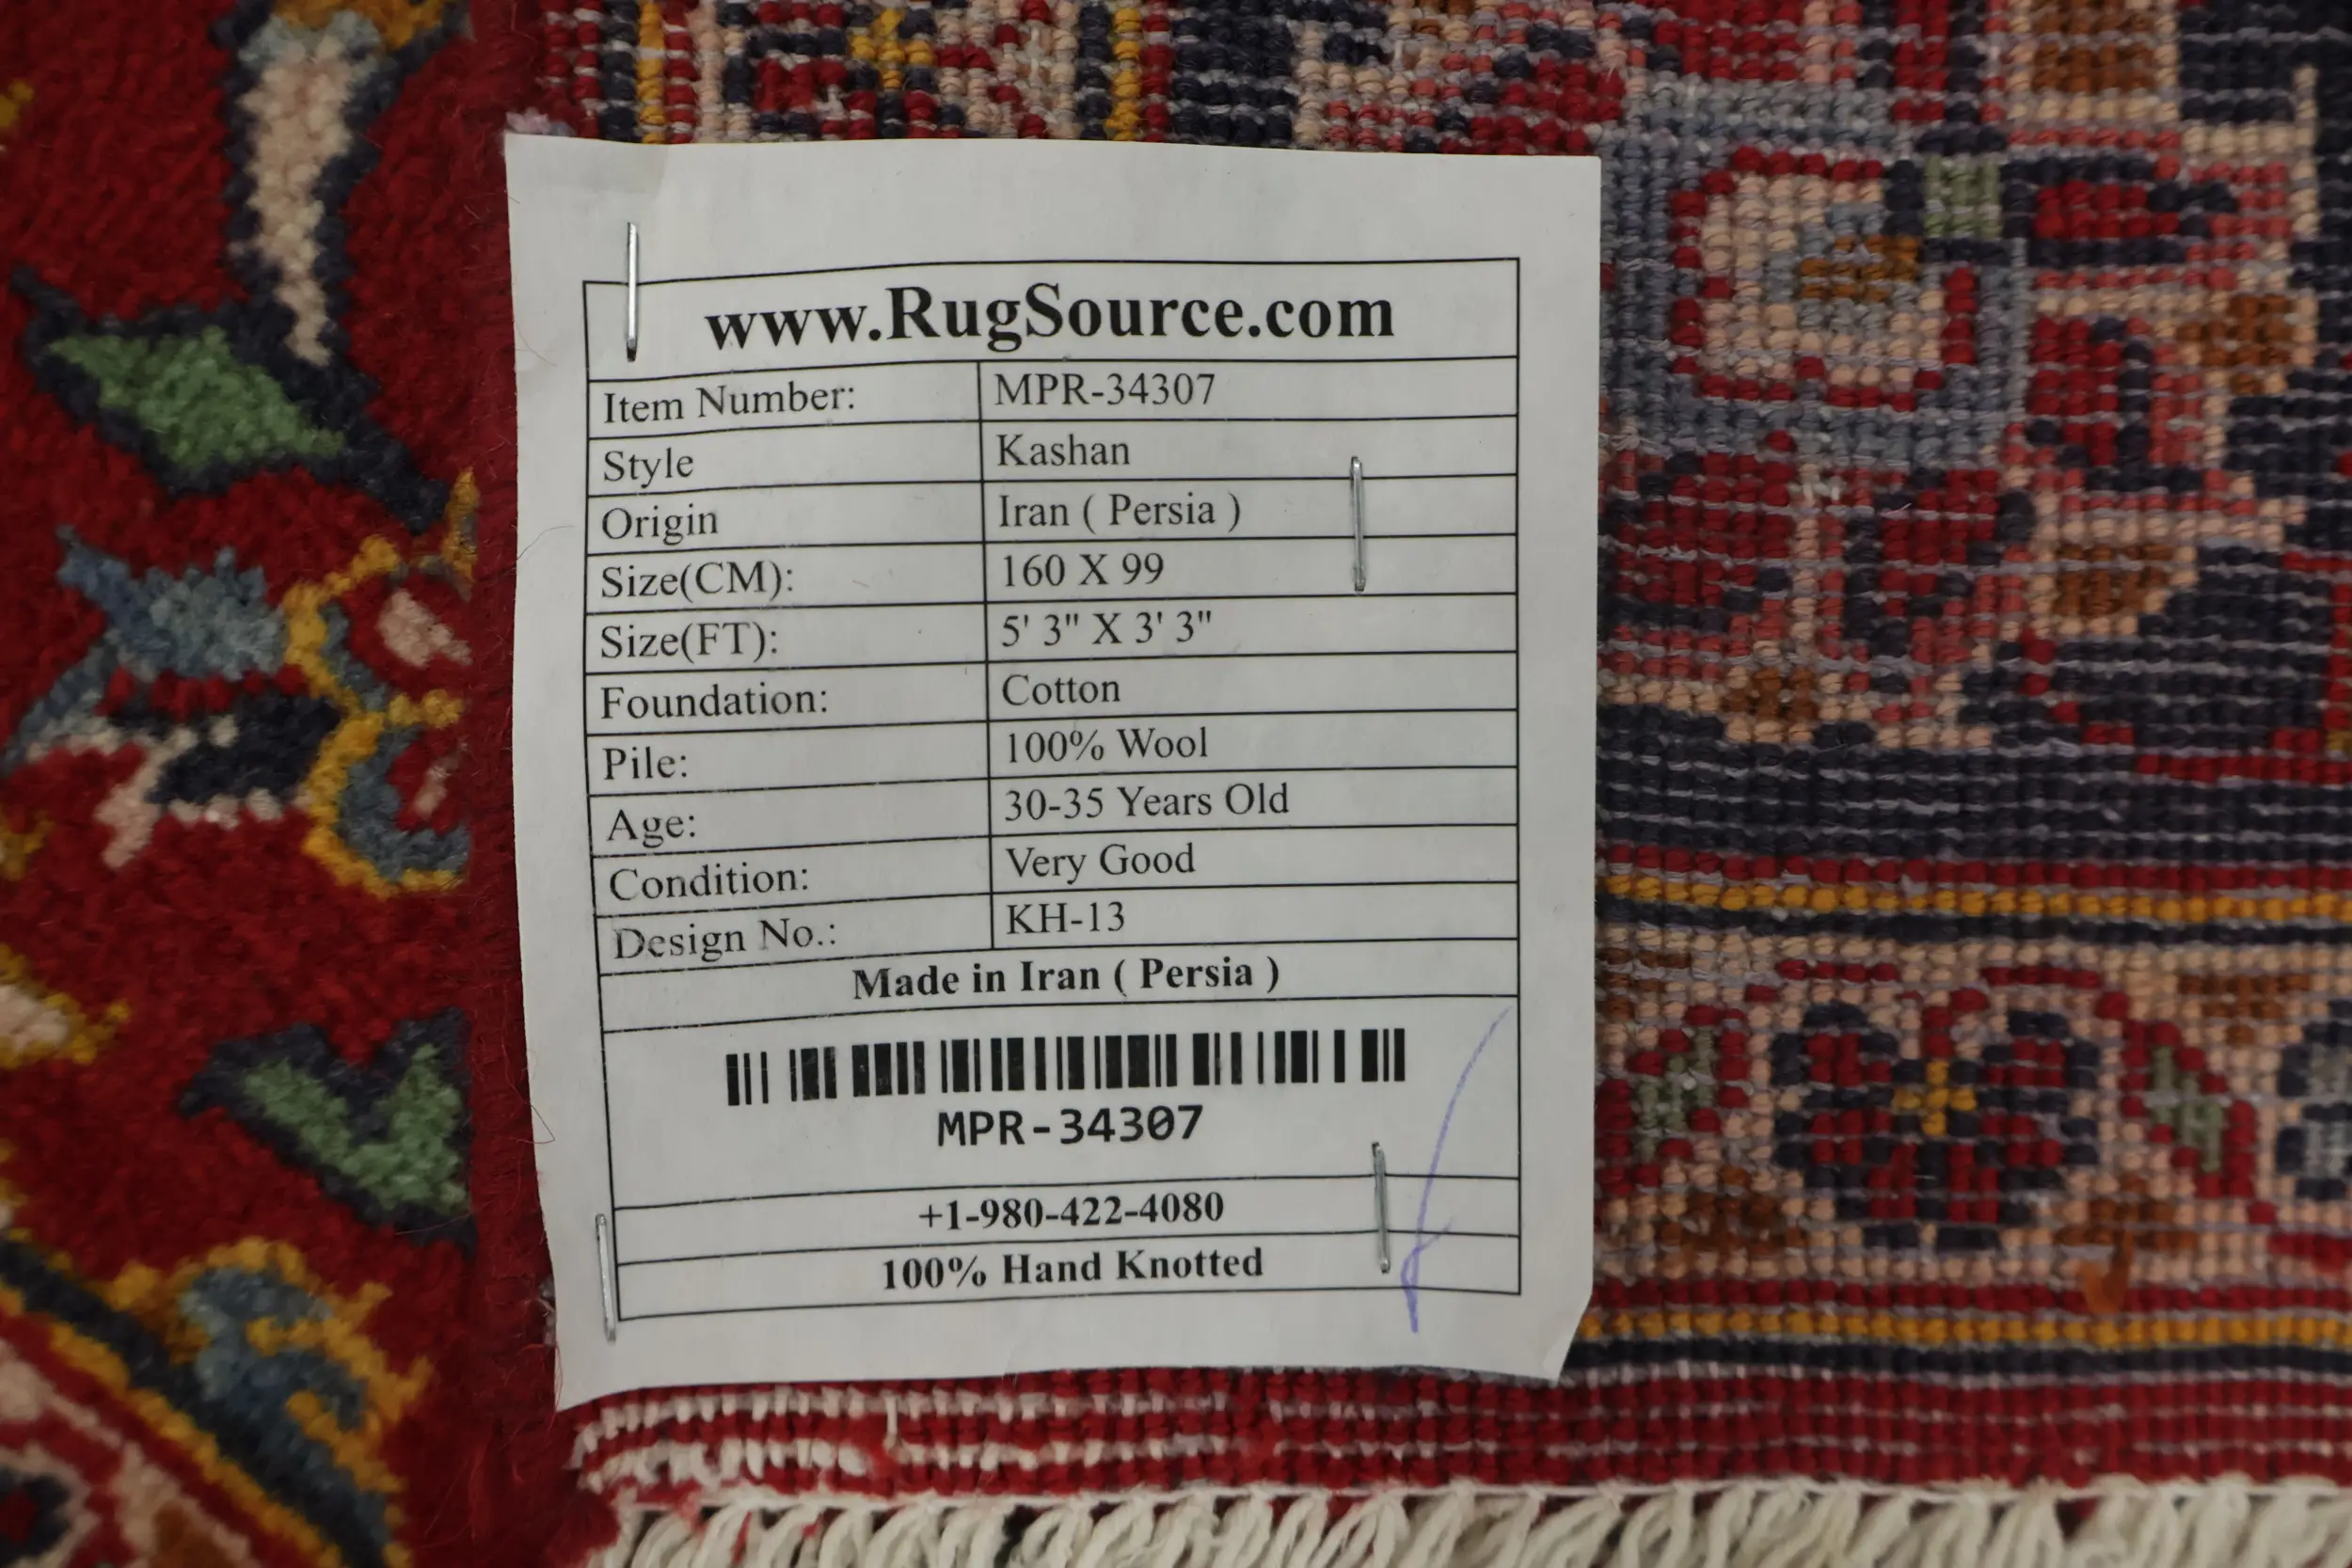 www.RugSource.com
Item Number: MPR-34307
Style Kashan
Origin Iran ( Persia )
Size(CM): 160 X 99
Size(FT): 5' 3" X 3' 3"
Foundation: Cotton
Pile: 100% Wool
Age: 30-35 Years Old
Condition: Very Good
Design No.: KH-13
Made in Iran ( Persia )
MPR-34307
+1-980-422-4080
100% Hand Knotted